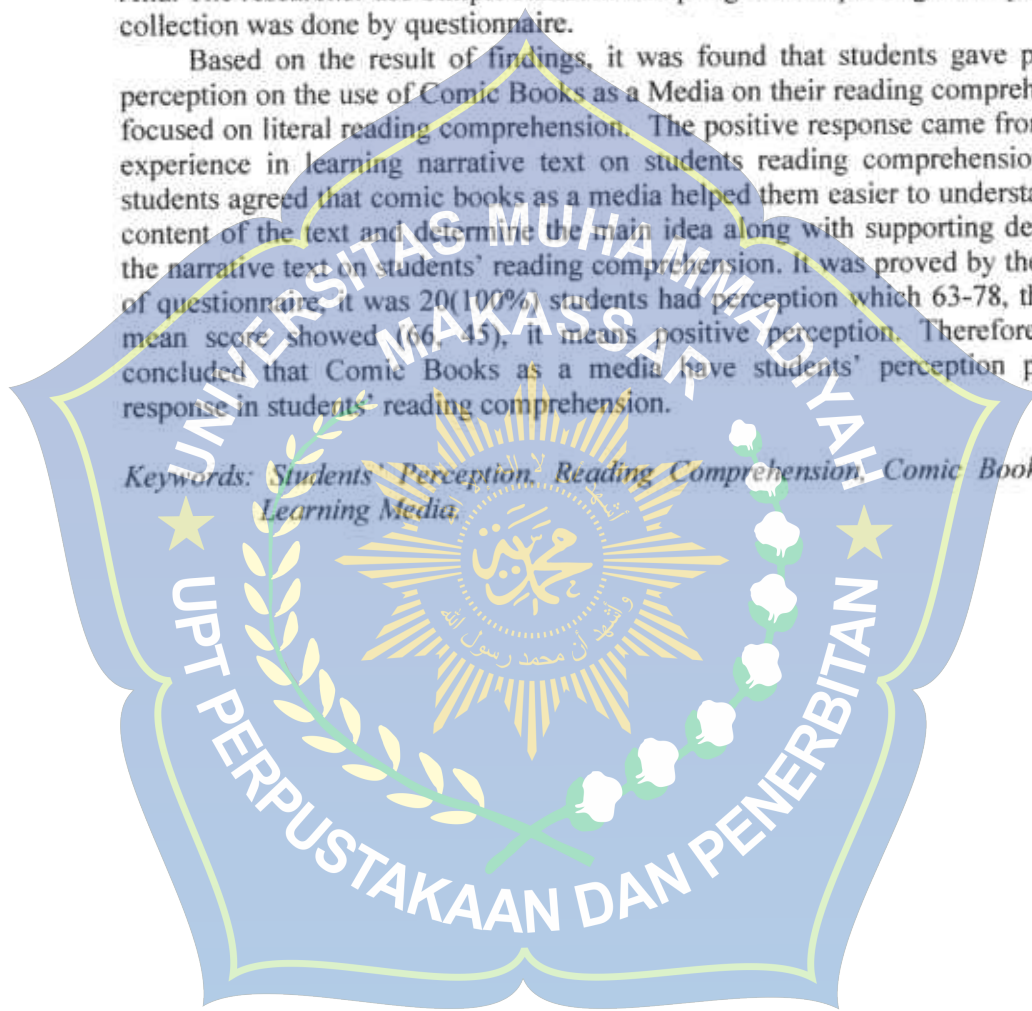 collection was done by questionnaire.
Based on the result of findings, it was found that students gave p
perception on the use of Comic Books as a Media on their reading compreh
focused on literal reading comprehension. The positive response came fro
experience in learning narrative text on students reading comprehensio
students agreed that comic books as a media helped them easier to understa
content of the text and determine the main idea along with supporting de
the narrative text on students' reading comprehension. It was proved by the
of questionnaire, it was 20(100%) students had perception which 63-78, th
mean score showed (66, 45), it means positive perception. Therefore
concluded that Comic Books as a media have students' perception p
response in students' reading comprehension.
Keywords: Students' Perception, Reading Comprehension, Comic Book
Learning Media.
UNIVERSITAS MUHAMMADIYAH
MAKASSAR
محمدية
وأشهد أن محمد رسول الله
UPT PERPUSTAKAAN DAN PENERBITAN